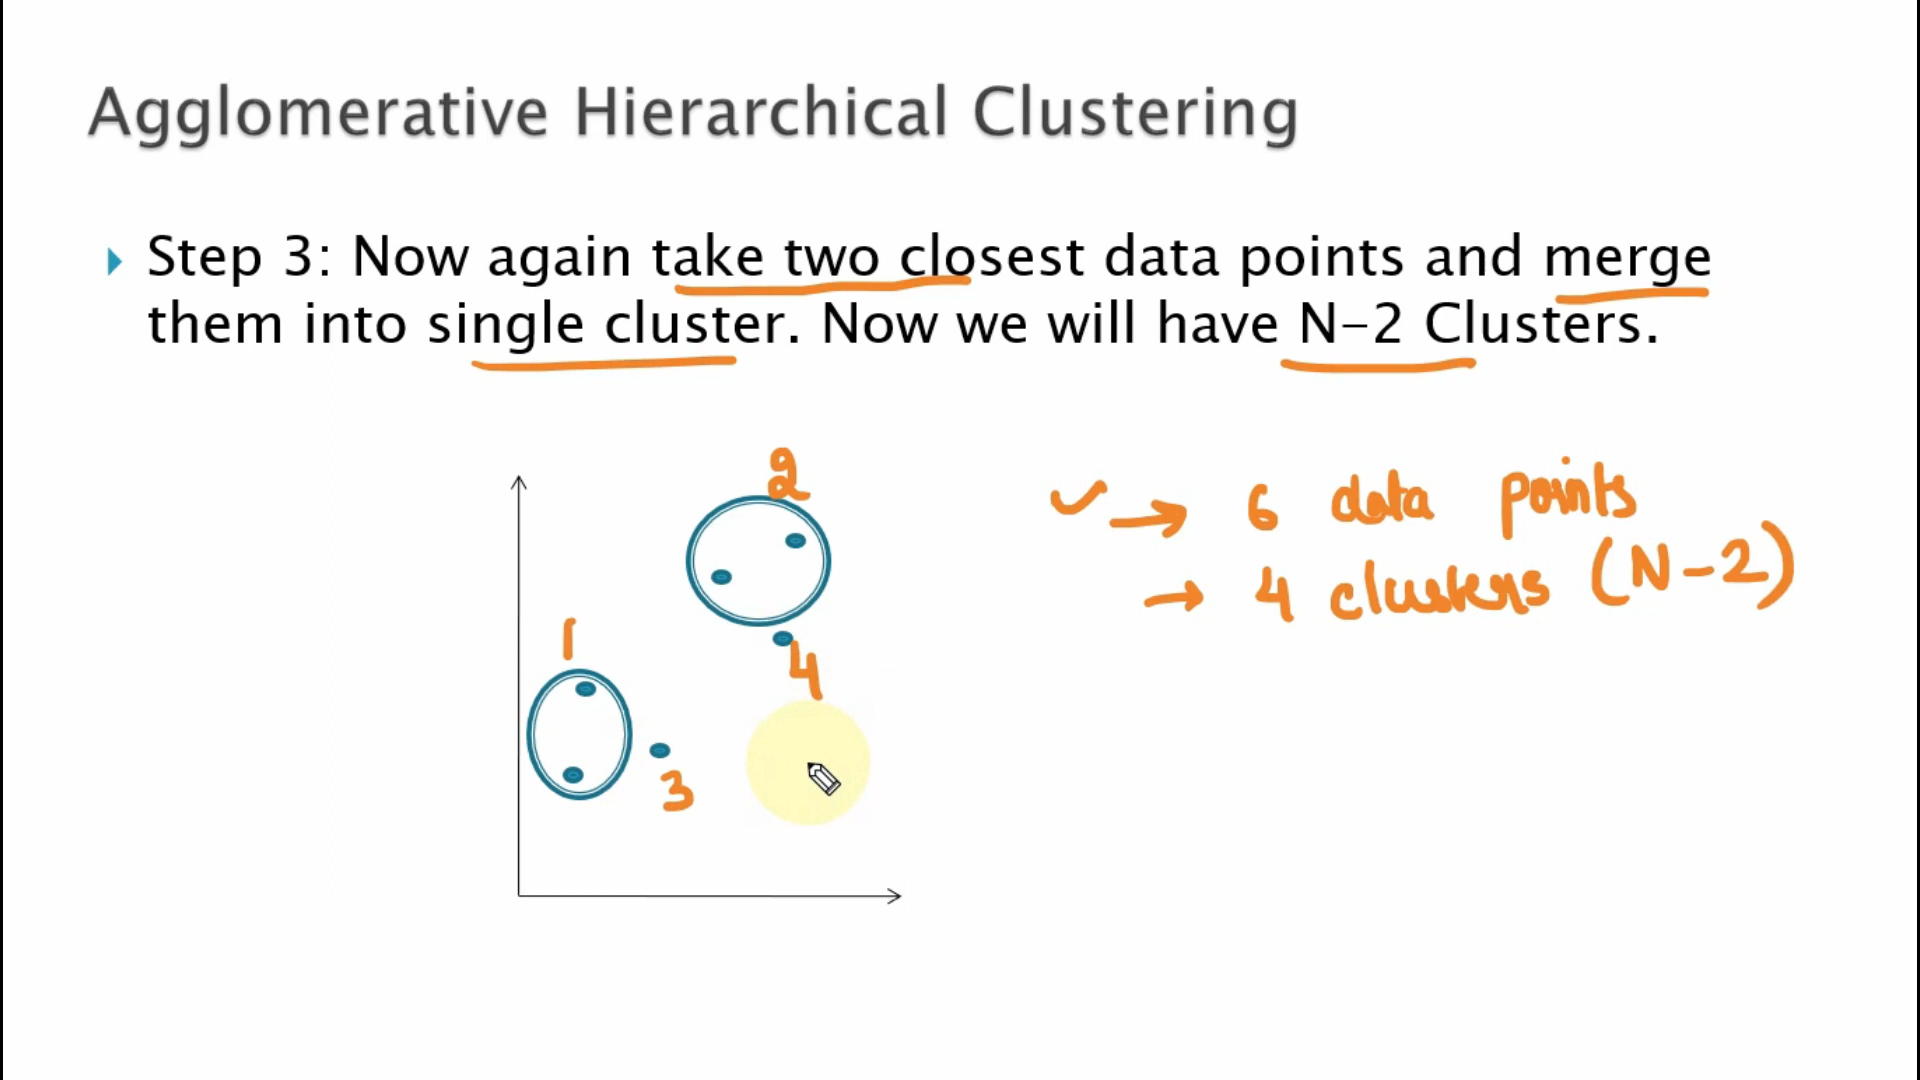 Agglomerative Hierarchical Clustering
Step 3: Now again take two closest data points and merge
them into single cluster. Now we will have N-2 Clusters.
2
→ 6 data points
→ 4 clusters (N-2)
1
4
3